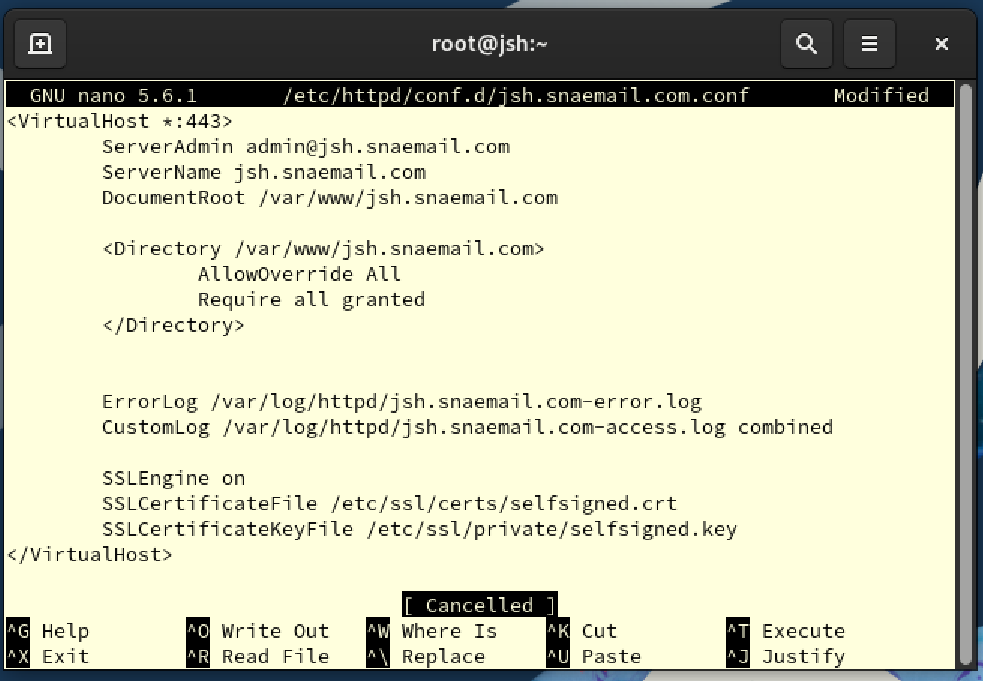 root@jsh:~
GNU nano 5.6.1 /etc/httpd/conf.d/jsh.snaemail.com.conf Modified
<VirtualHost *:443>
ServerAdmin admin@jsh.snaemail.com
ServerName jsh.snaemail.com
DocumentRoot /var/www/jsh.snaemail.com
<Directory /var/www/jsh.snaemail.com>
AllowOverride All
Require all granted
</Directory>
ErrorLog /var/log/httpd/jsh.snaemail.com-error.log
CustomLog /var/log/httpd/jsh.snaemail.com-access.log combined
SSLEngine on
SSLCertificateFile /etc/ssl/certs/selfsigned.crt
SSLCertificateKeyFile /etc/ssl/private/selfsigned.key
</VirtualHost>
[ Cancelled ]
^G Help ^O Write Out ^W Where Is ^K Cut ^T Execute
^X Exit ^R Read File ^\ Replace ^U Paste ^J Justify